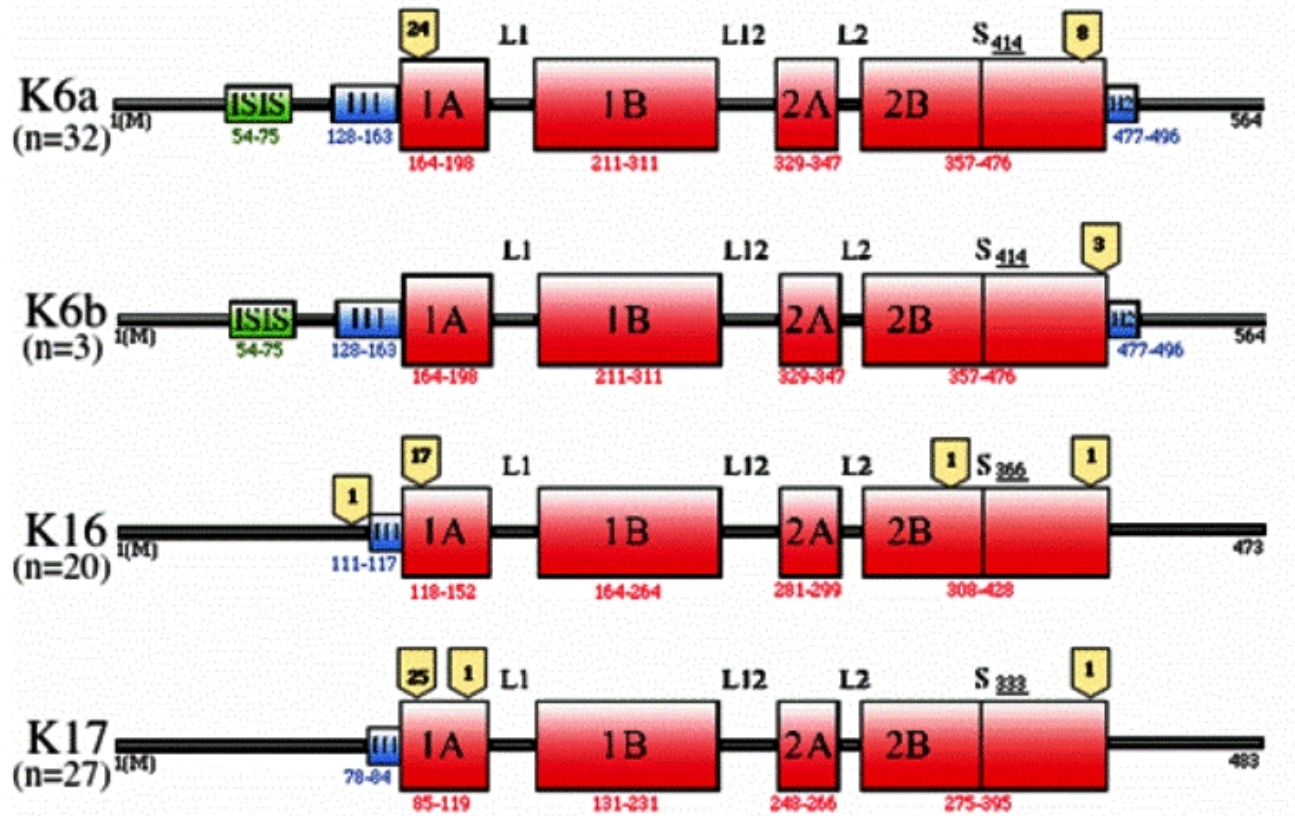 24 L1 L12 L2 S414 8
K6a 1(M) ISIS H1 1A 1B 2A 2B H2 564
(n=32) 54-75 128-163 164-198 211-311 329-347 357-476 477-496
L1 L12 L2 S414 3
K6b 1(M) ISIS H1 1A 1B 2A 2B H2 564
(n=3) 54-75 128-163 164-198 211-311 329-347 357-476 477-496
1 17 L1 L12 L2 1 S366 1
K16 1(M) H1 1A 1B 2A 2B 473
(n=20) 111-117 118-152 164-264 281-299 308-428
25 1 L1 L12 L2 S333 1
K17 1(M) H1 1A 1B 2A 2B 483
(n=27) 78-84 85-119 131-231 248-266 275-395